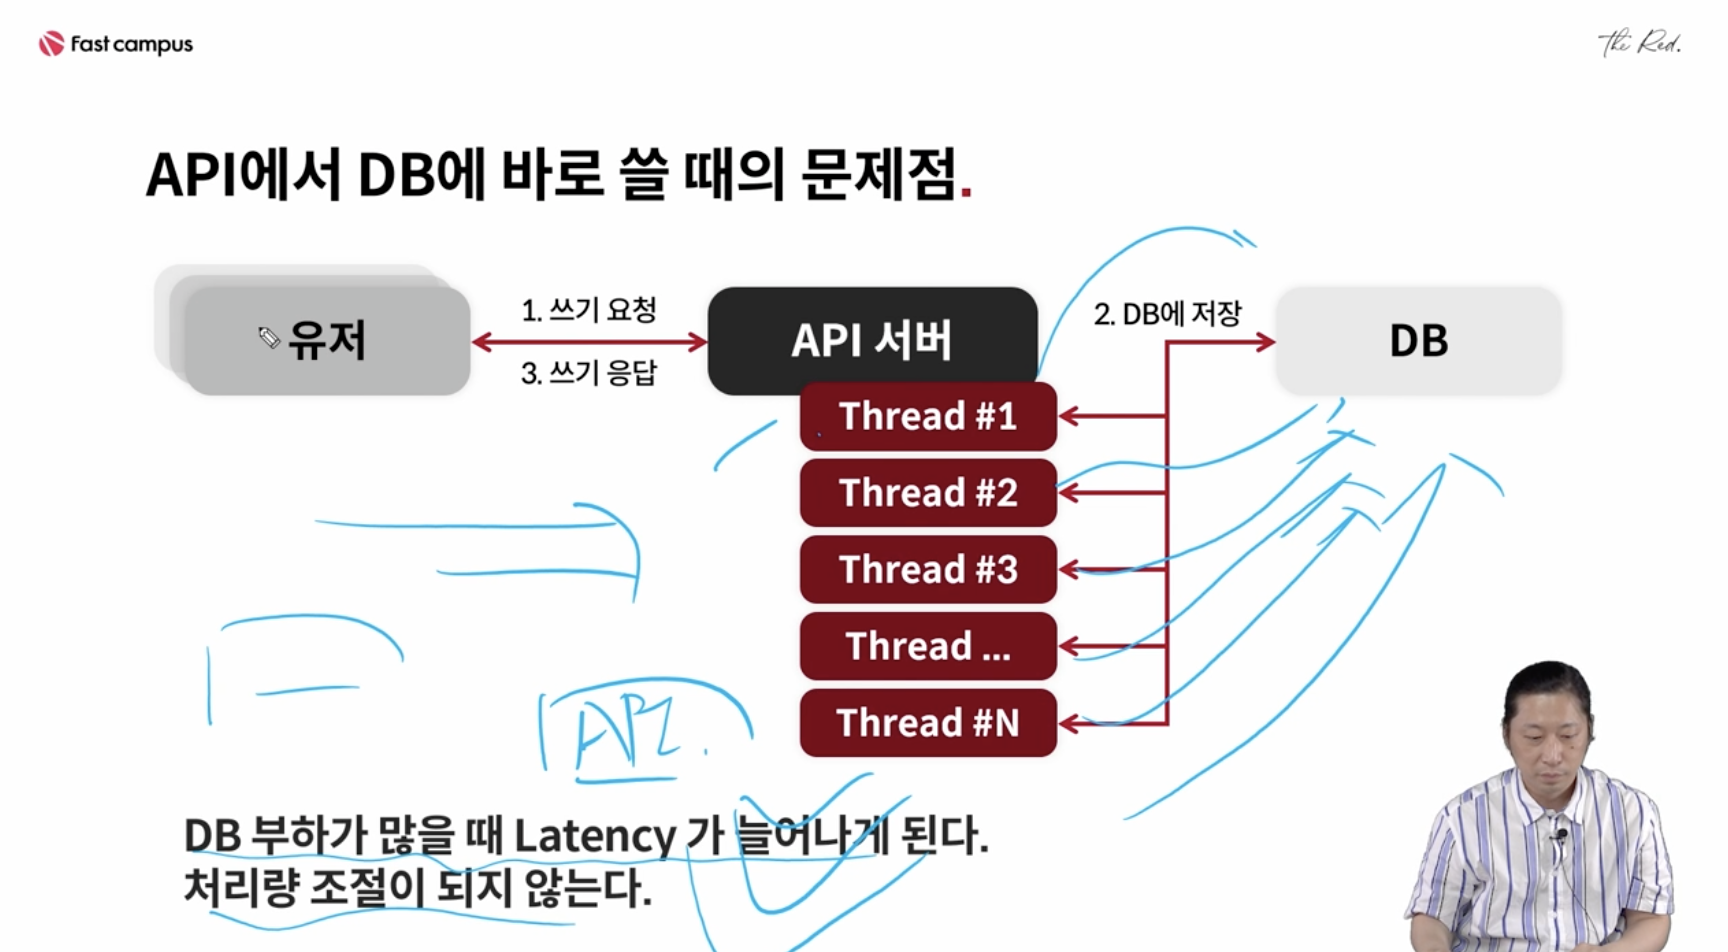 Fast campus
The Red.
API에서 DB에 바로 쓸 때의 문제점.
유저
1. 쓰기 요청
3. 쓰기 응답
API 서버
2. DB에 저장
DB
Thread #1
Thread #2
Thread #3
Thread ...
Thread #N
API.
DB 부하가 많을 때 Latency 가 늘어나게 된다.
처리량 조절이 되지 않는다.